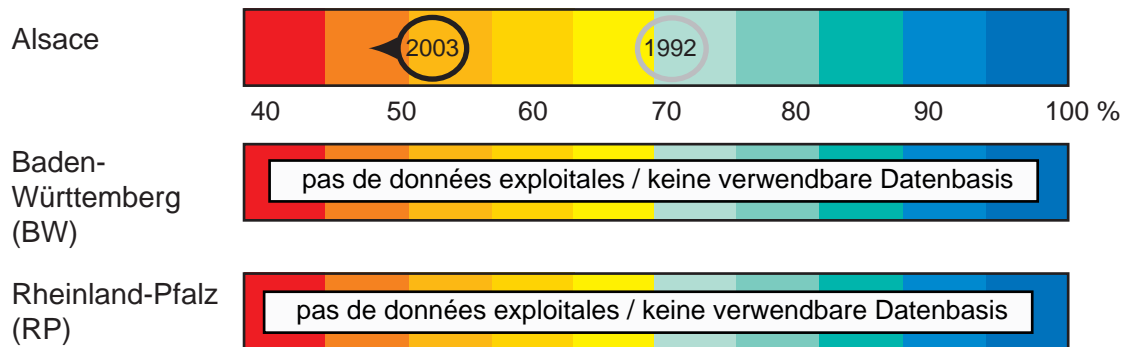 Alsace
2003
1992
40 50 60 70 80 90 100 %
Baden-
Württemberg
(BW)
pas de données exploitales / keine verwendbare Datenbasis
Rheinland-Pfalz
(RP)
pas de données exploitales / keine verwendbare Datenbasis